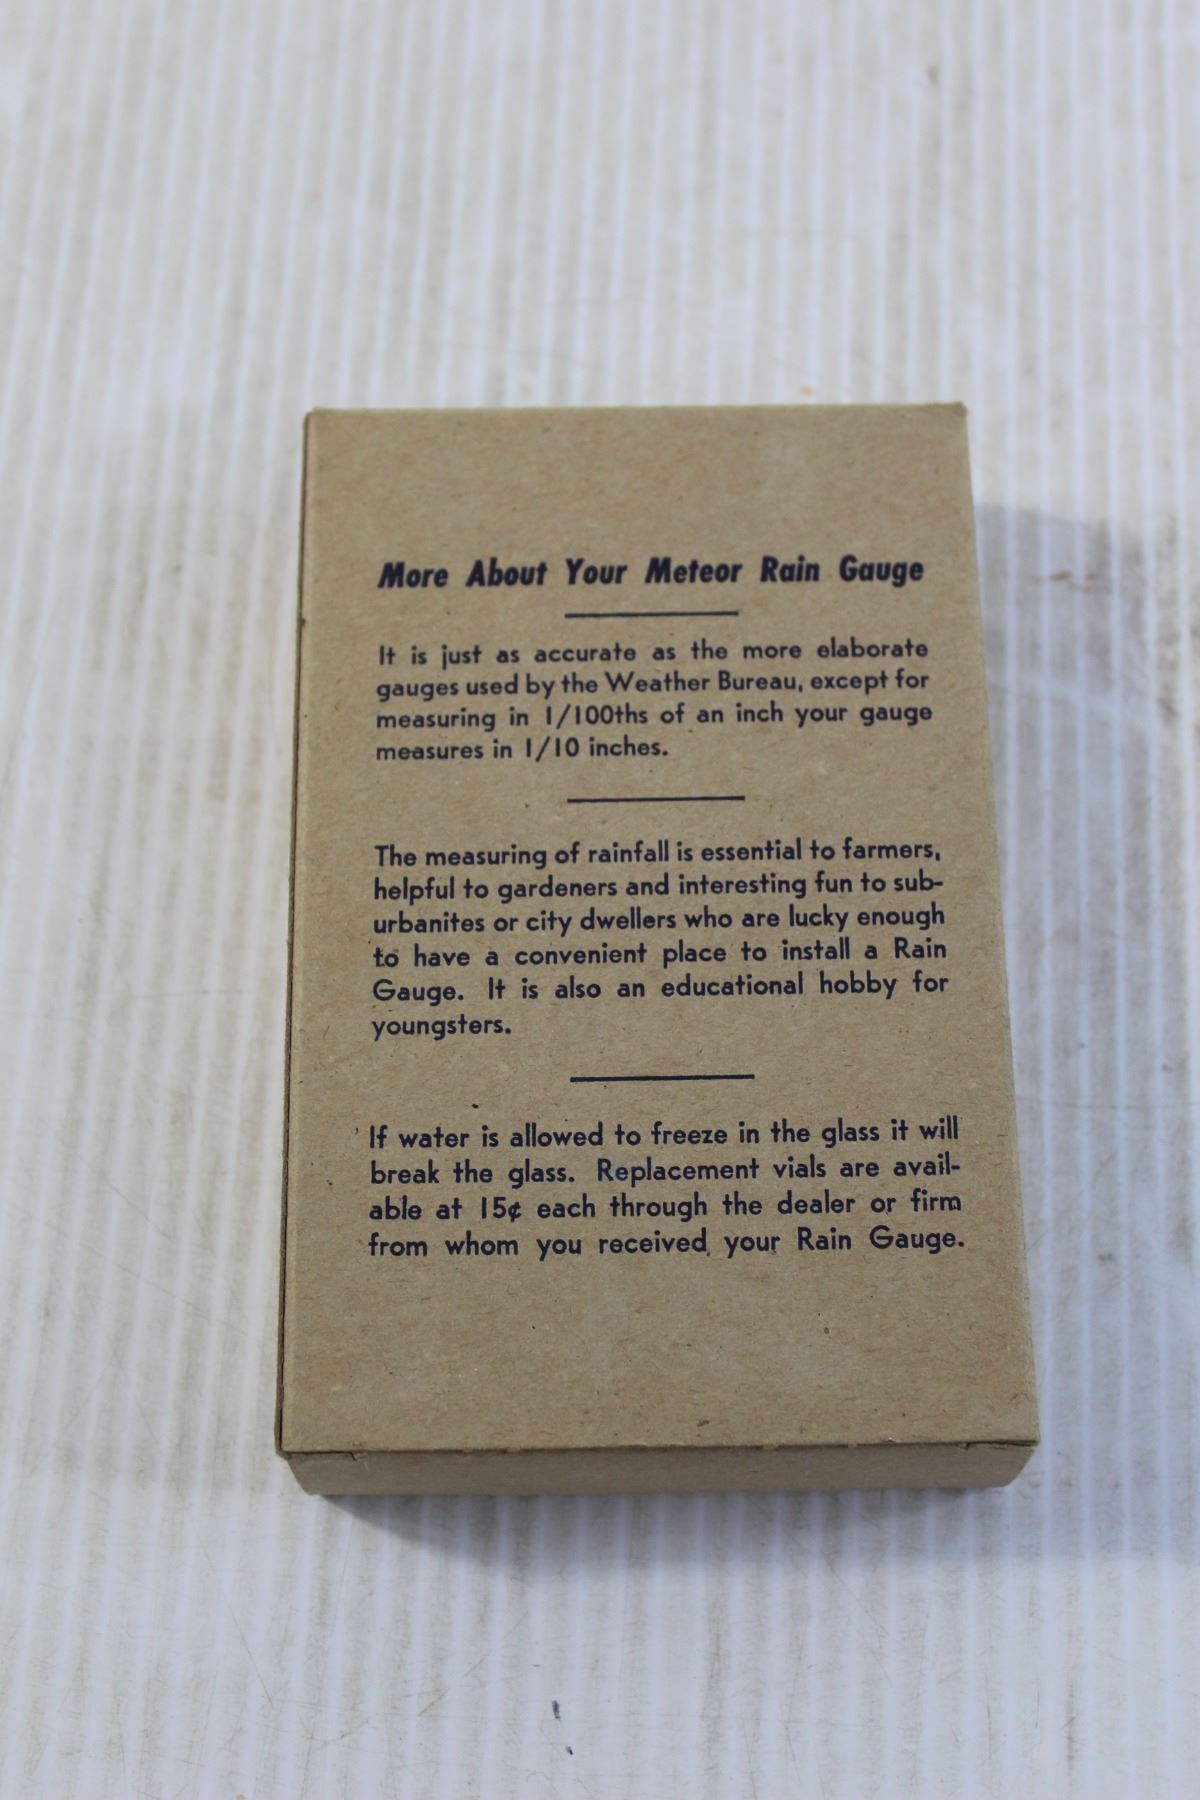 More About Your Meteor Rain Gauge
It is just as accurate as the more elaborate
gauges used by the Weather Bureau, except for
measuring in 1/100ths of an inch your gauge
measures in 1/10 inches.
The measuring of rainfall is essential to farmers,
helpful to gardeners and interesting fun to sub-
urbanites or city dwellers who are lucky enough
to have a convenient place to install a Rain
Gauge. It is also an educational hobby for
youngsters.
If water is allowed to freeze in the glass it will
break the glass. Replacement vials are avail-
able at 15¢ each through the dealer or firm
from whom you received your Rain Gauge.